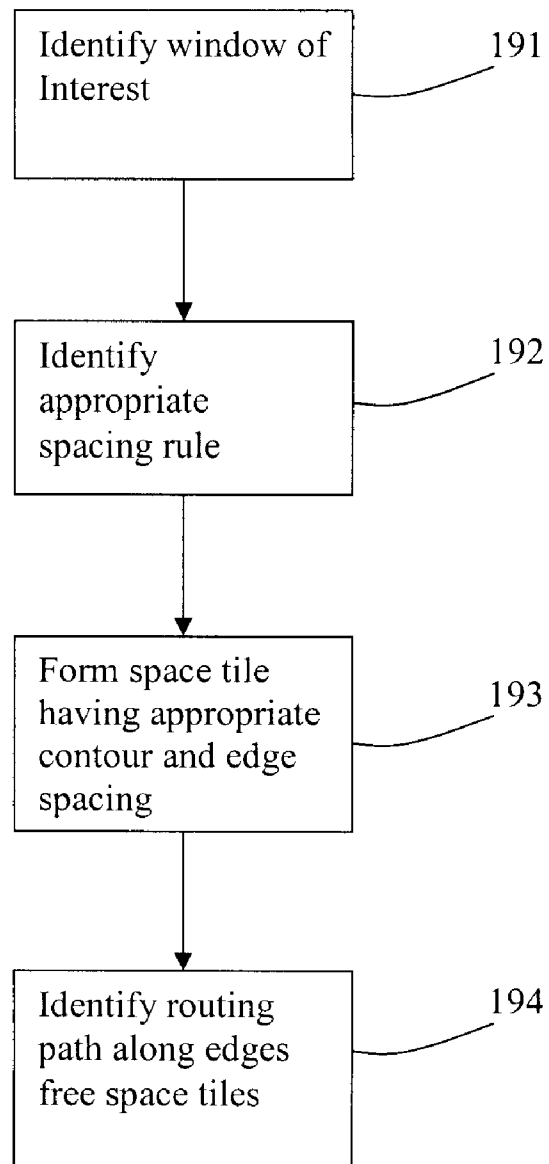 Identify window of
Interest
191
Identify
appropriate
spacing rule
192
Form space tile
having appropriate
contour and edge
spacing
193
Identify routing
path along edges
free space tiles
194